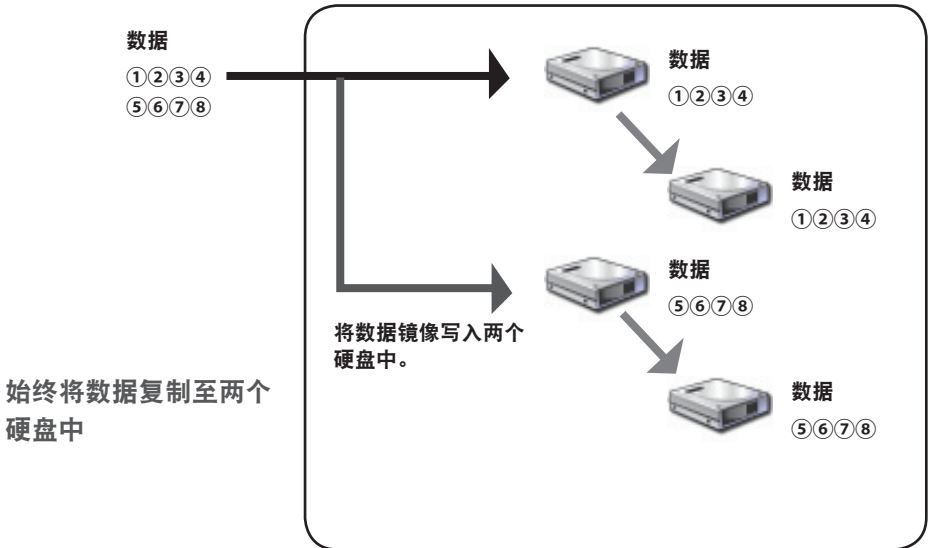 数据
①②③④
⑤⑥⑦⑧
数据
①②③④
数据
①②③④
数据
⑤⑥⑦⑧
将数据镜像写入两个
硬盘中。
数据
⑤⑥⑦⑧
始终将数据复制至两个
硬盘中